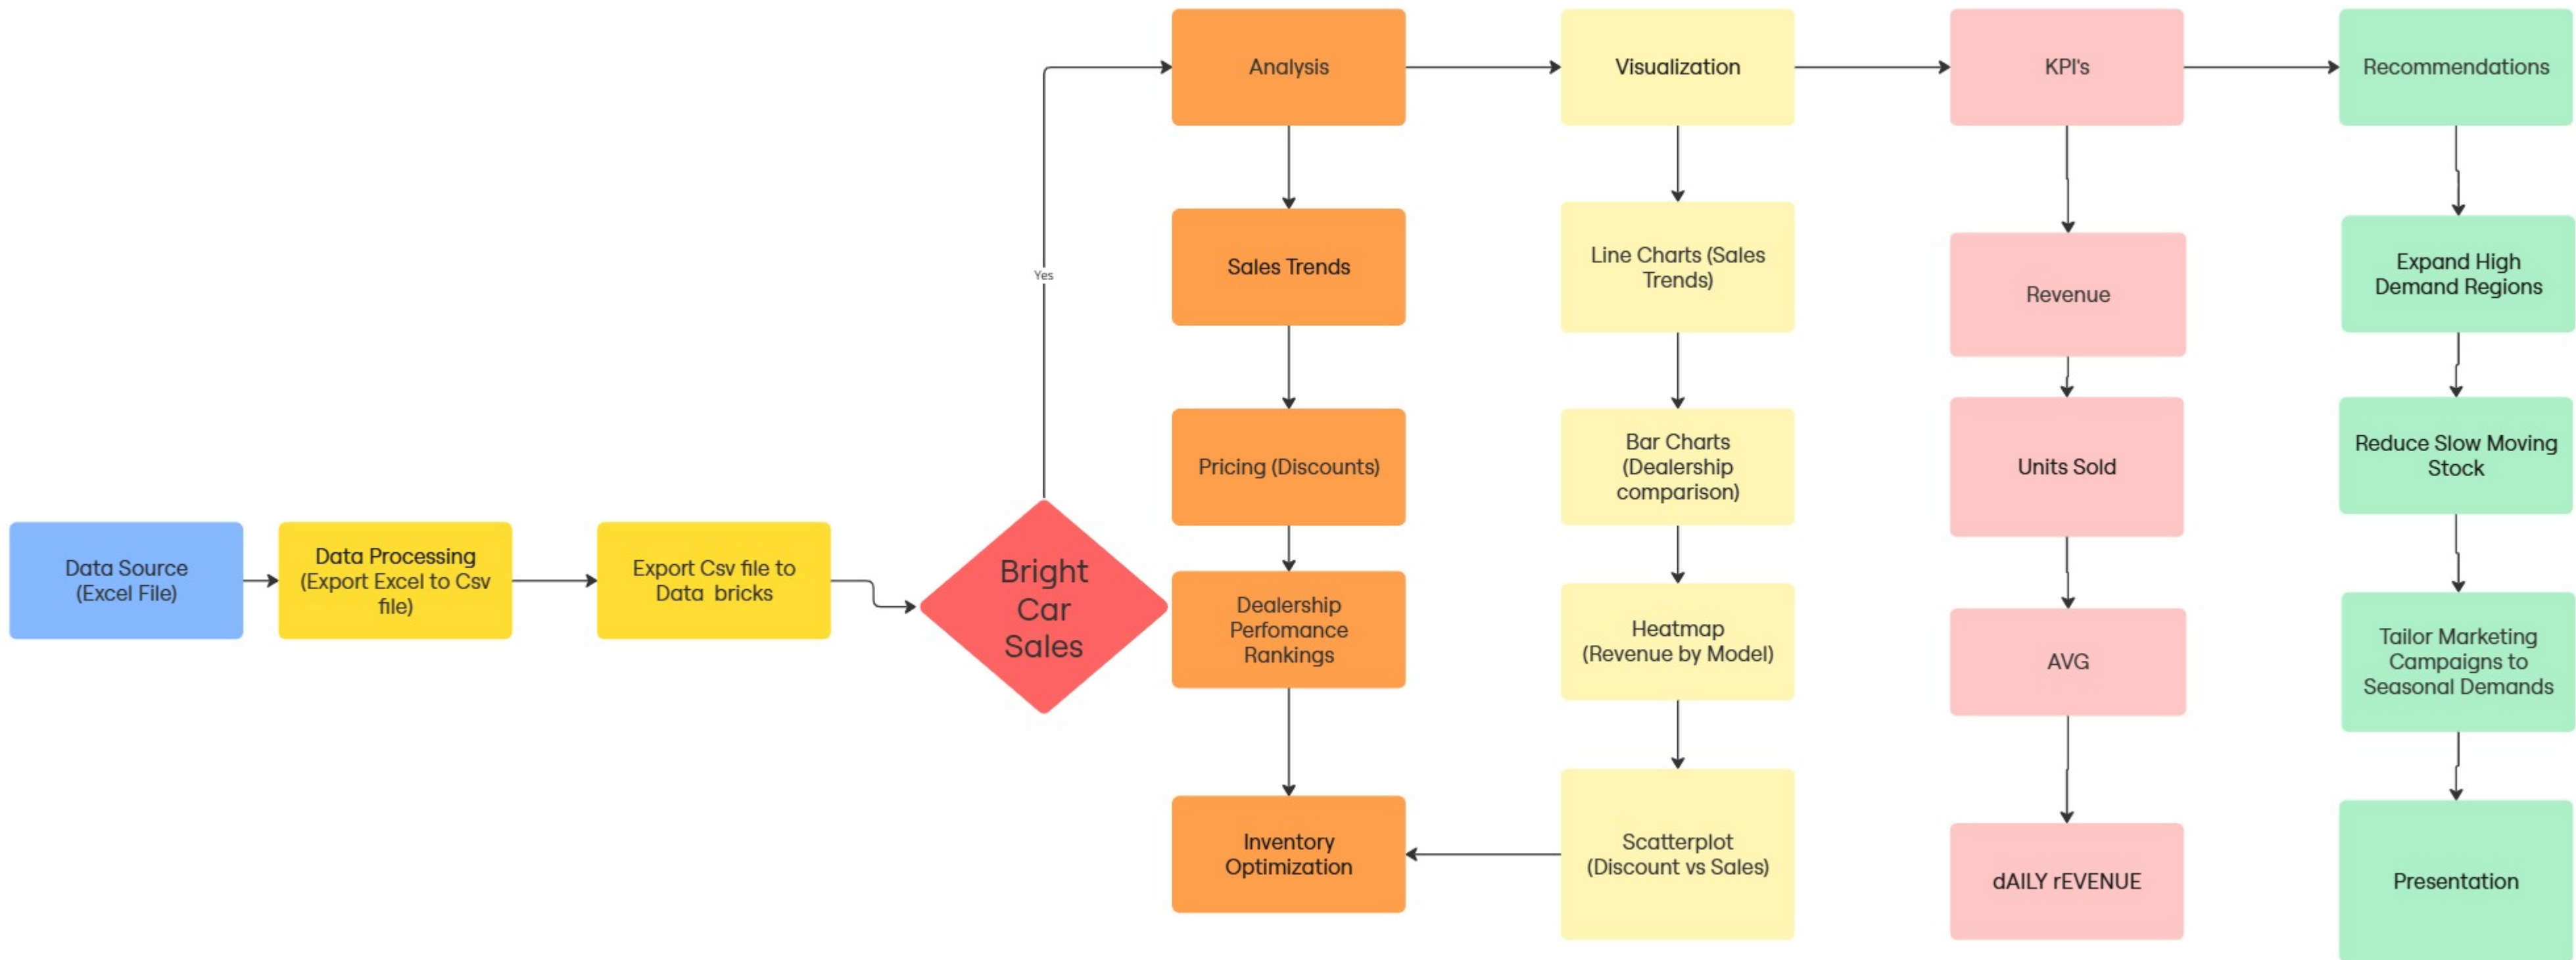 Analysis
Visualization
KPI's
Recommendations
Yes
Sales Trends
Line Charts (Sales
Trends)
Revenue
Expand High
Demand Regions
Pricing (Discounts)
Bar Charts
(Dealership
comparison)
Units Sold
Reduce Slow Moving
Stock
Data Source
(Excel File)
Data Processing
(Export Excel to Csv
file)
Export Csv file to
Data  bricks
Bright
Car
Sales
Dealership
Perfomance
Rankings
Heatmap
(Revenue by Model)
AVG
Tailor Marketing
Campaigns to
Seasonal Demands
Inventory
Optimization
Scatterplot
(Discount vs Sales)
dAILY rEVENUE
Presentation